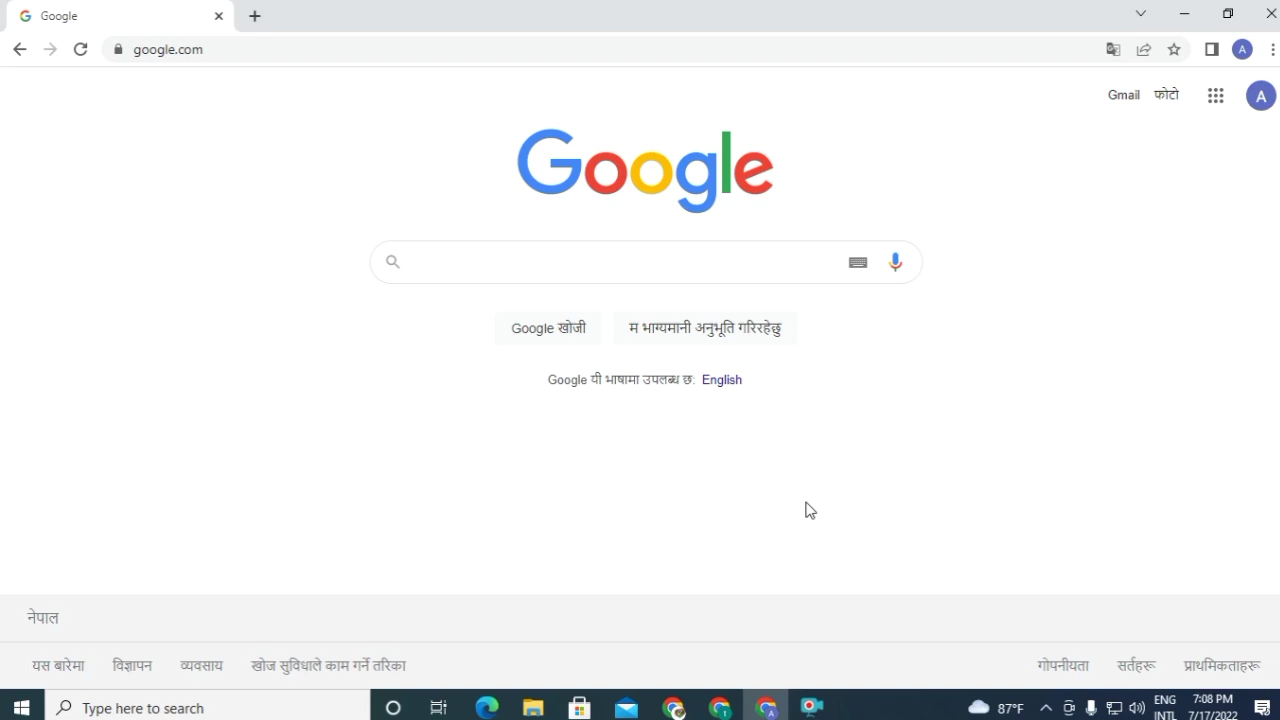 Google
google.com
A
Gmail फोटो
A
Google
Google खोजी
म भाग्यमानी अनुभूति गरिरहेछु
Google यी भाषामा उपलब्ध छ: English
नेपाल
यस बारेमा विज्ञापन व्यवसाय खोज सुविधाले काम गर्ने तरिका
गोपनीयता सर्तहरू प्राथमिकताहरू
Type here to search
87°F
ENG
INTL
7:08 PM
7/17/2022